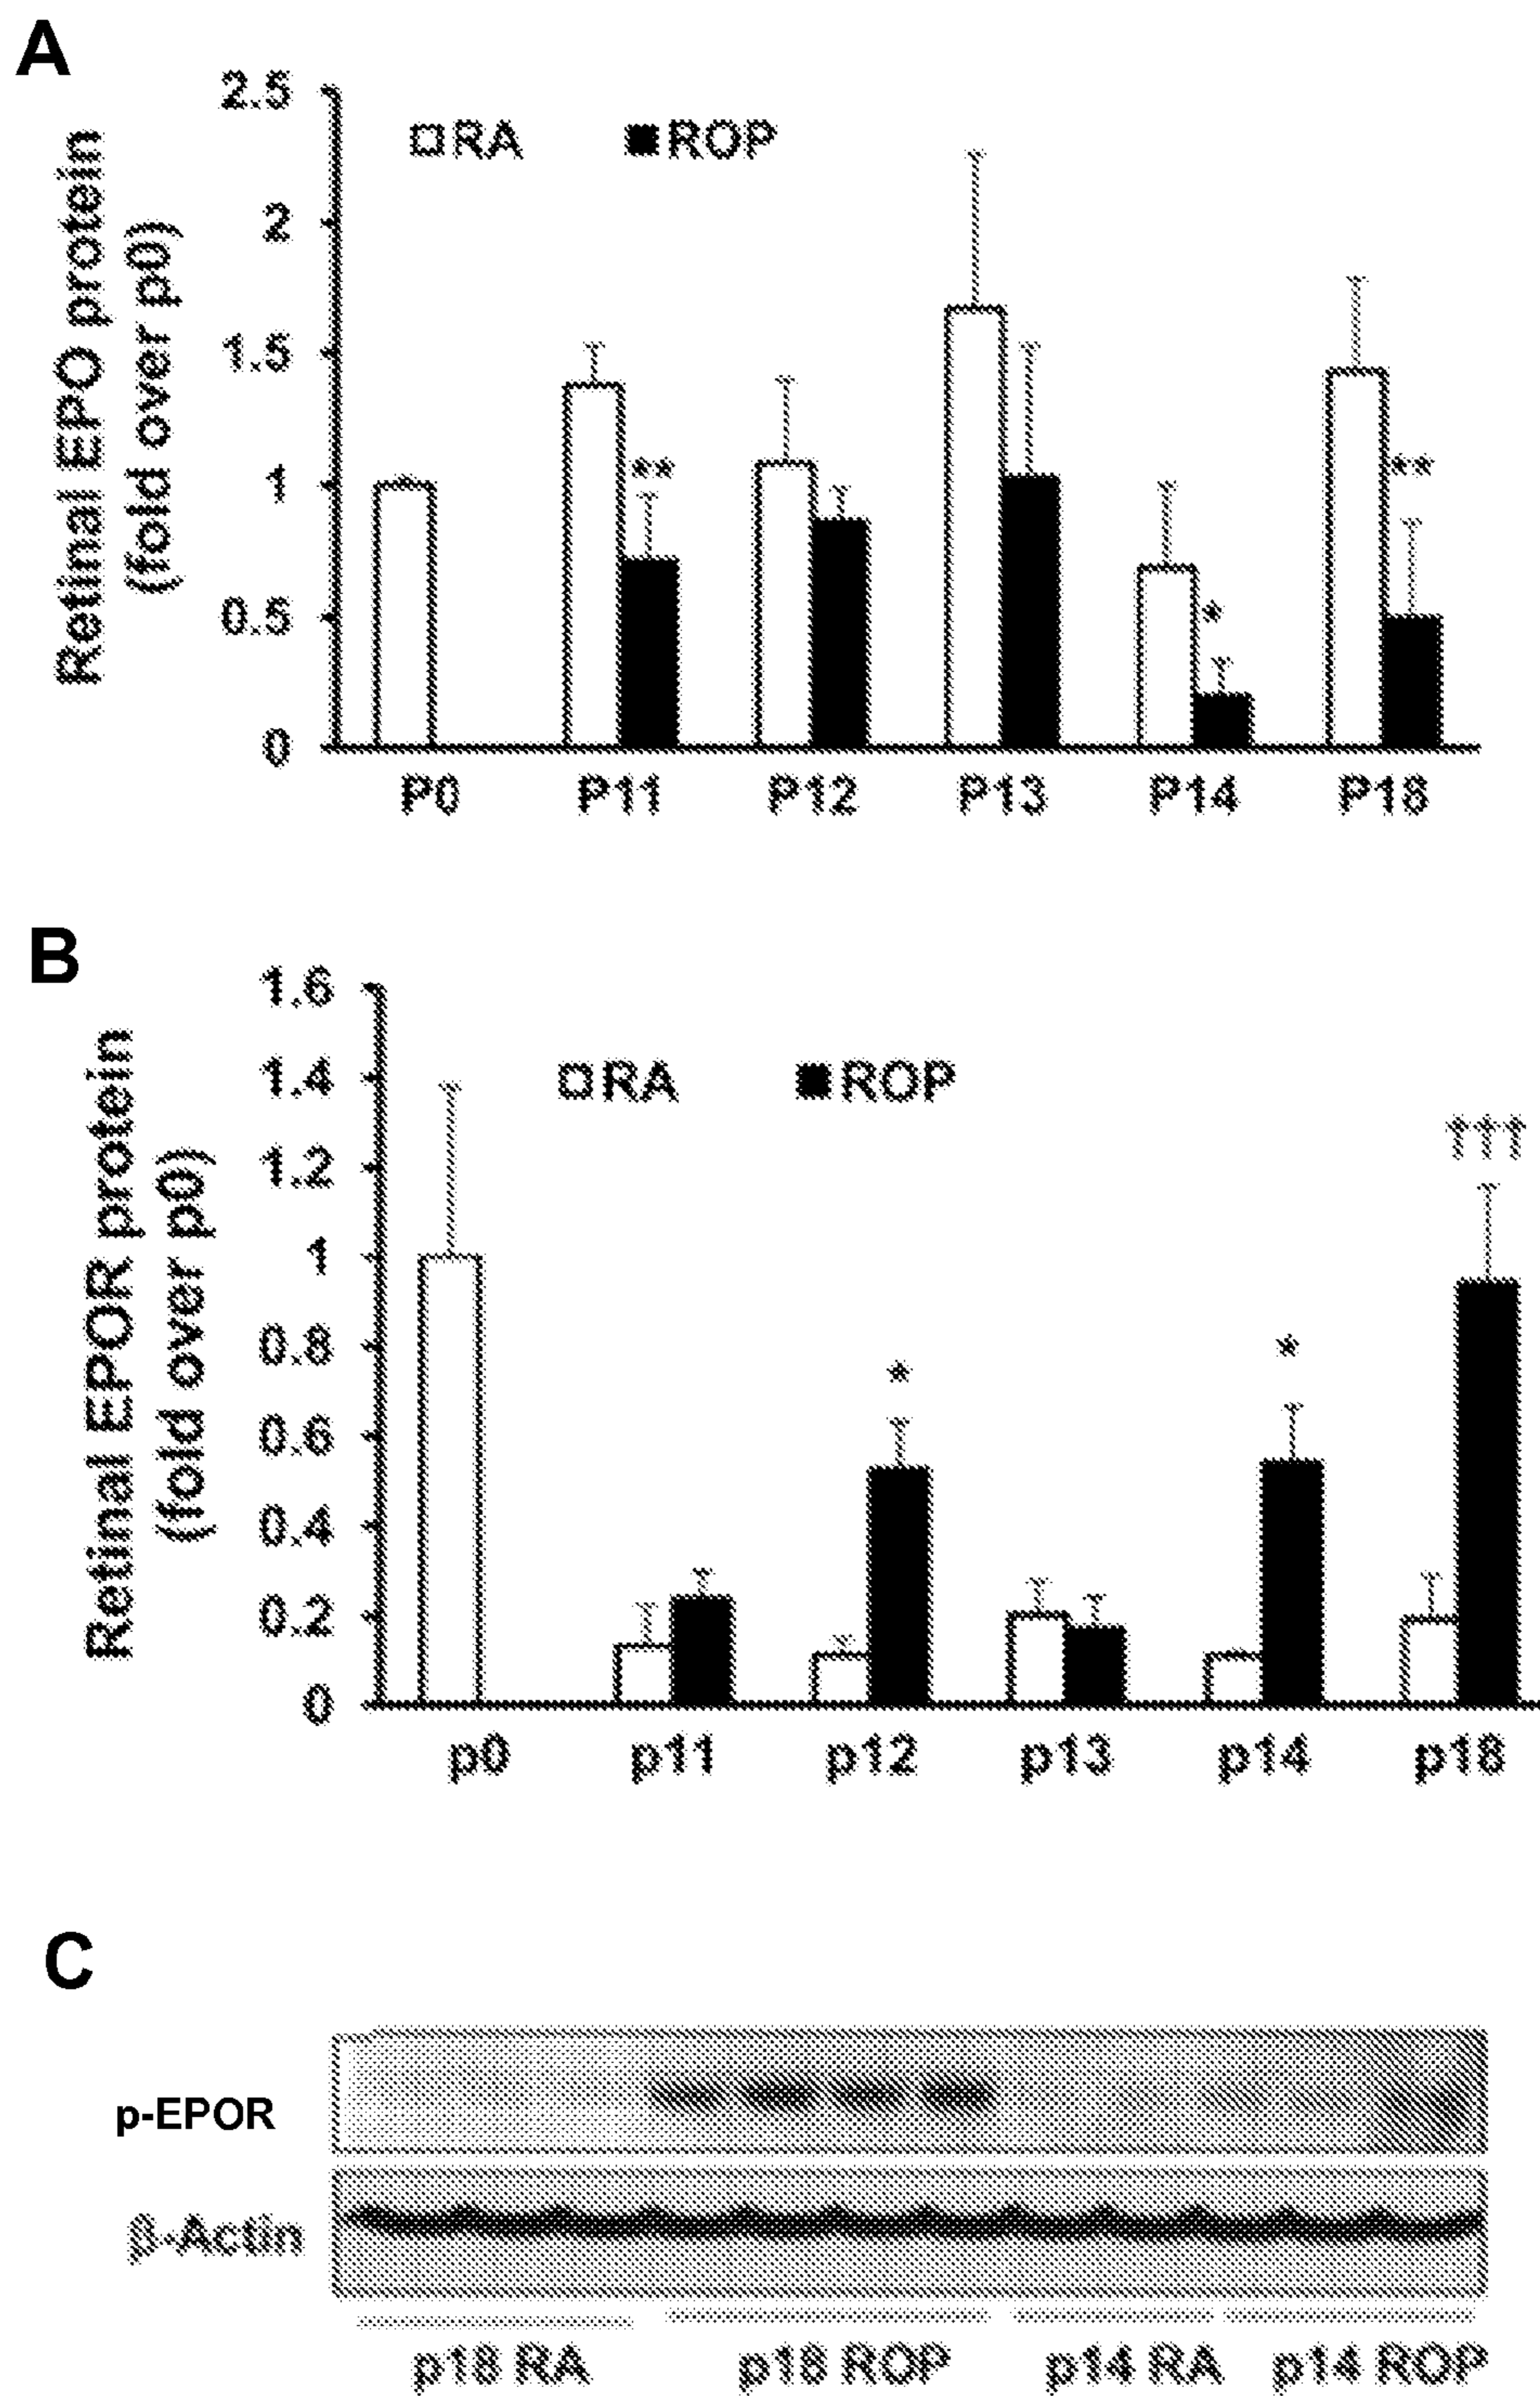 A
2.5
2
1.5
1
0.5
0
Retinal EPO protein
(fold over p0)
RA
ROP
**
*
**
P0 P11 P12 P13 P14 P18
B
1.6
1.4
1.2
1
0.8
0.6
0.4
0.2
0
Retinal EPOR protein
(fold over p0)
RA
ROP
*
*
†††
p0 p11 p12 p13 p14 p18
C
p-EPOR
β-Actin
p18 RA p18 ROP p14 RA p14 ROP